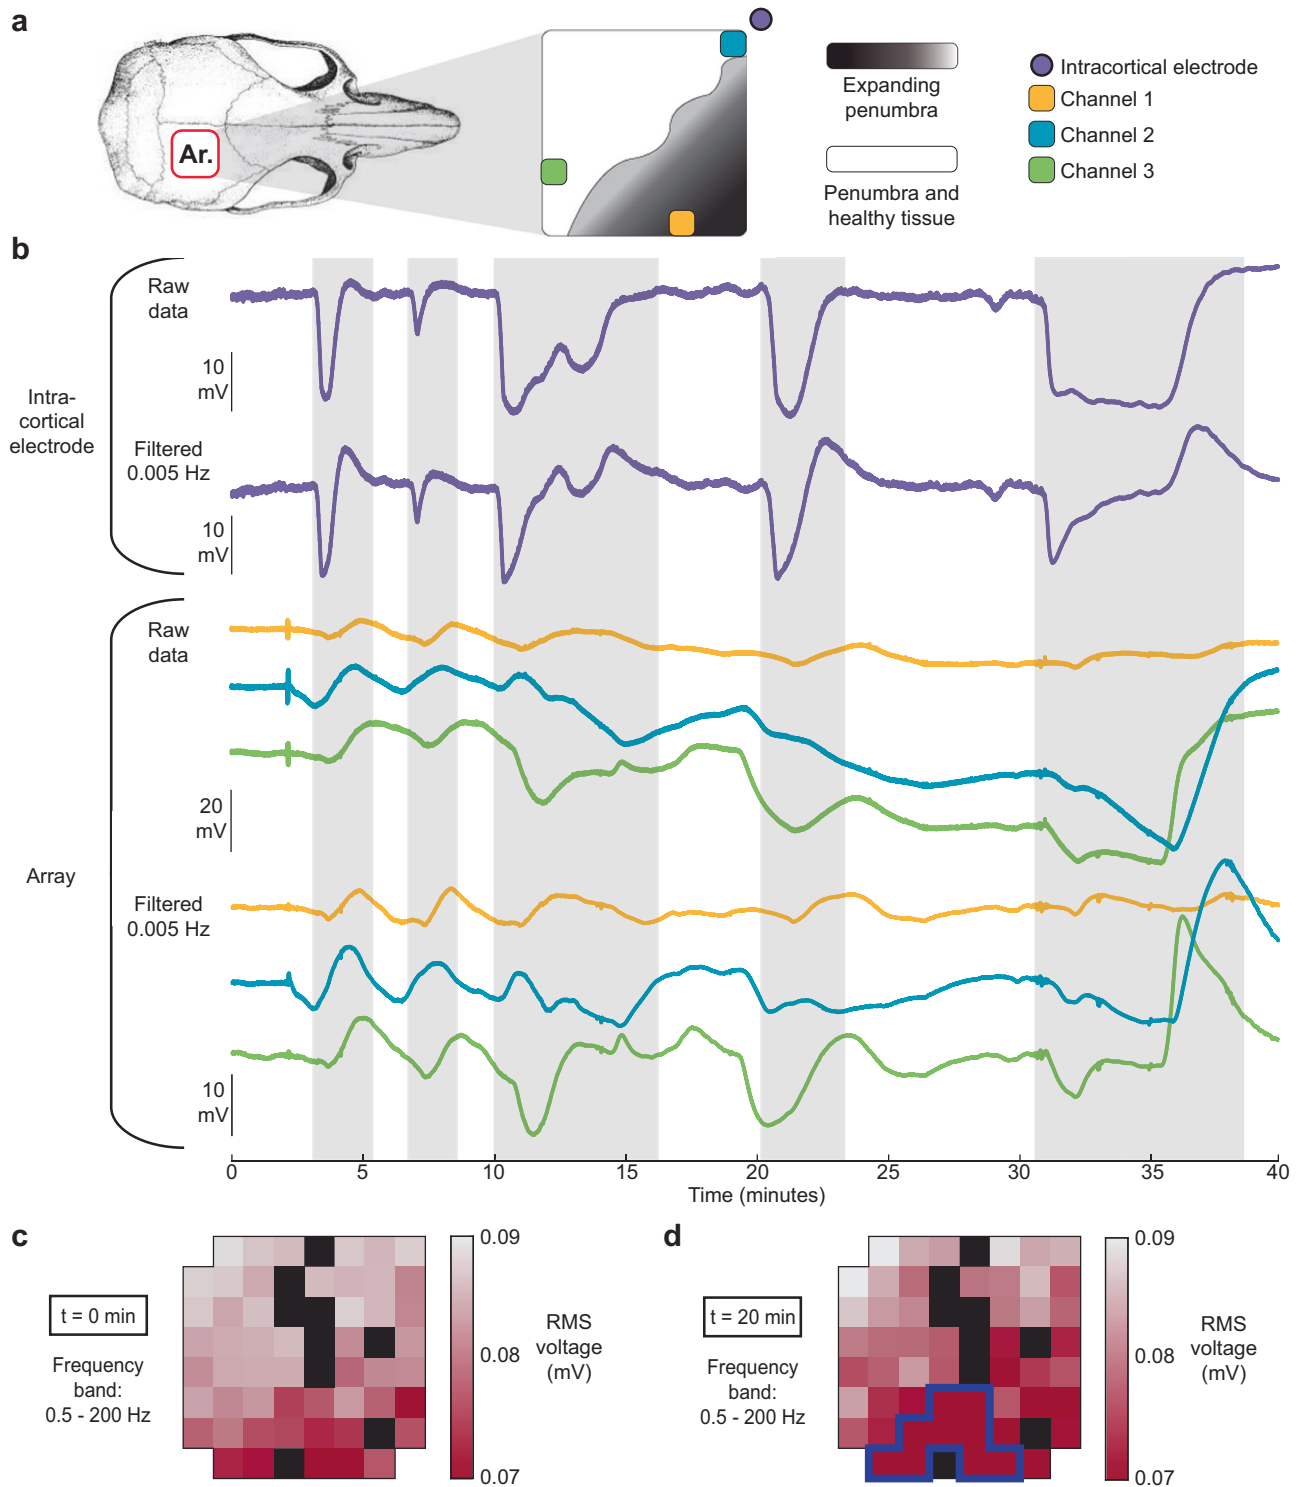 a
Ar.
Expanding
penumbra
Penumbra and
healthy tissue
Intracortical electrode
Channel 1
Channel 2
Channel 3
b
Intra-
cortical
electrode
Raw
data
10
mV
Filtered
0.005 Hz
10
mV
Array
Raw
data
20
mV
Filtered
0.005 Hz
10
mV
0 5 10 15 20 25 30 35 40
Time (minutes)
c
t = 0 min
Frequency
band:
0.5 - 200 Hz
0.09
0.08
0.07
RMS
voltage
(mV)
d
t = 20 min
Frequency
band:
0.5 - 200 Hz
0.09
0.08
0.07
RMS
voltage
(mV)